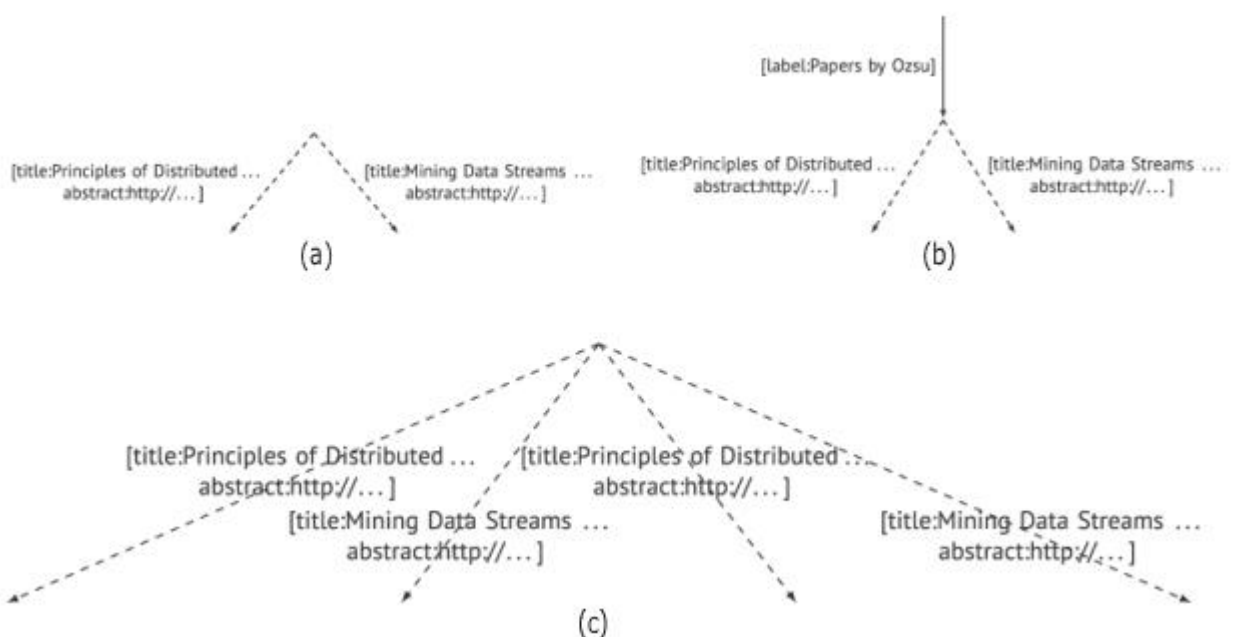 [label:Papers by Ozsu]
[title:Principles of Distributed ...
abstract:http://...]
[title:Mining Data Streams ...
abstract:http://...]
(a)
[title:Principles of Distributed ...
abstract:http://...]
[title:Mining Data Streams ...
abstract:http://...]
(b)
[title:Principles of Distributed ...
abstract:http://...]
[title:Principles of Distributed ...
abstract:http://...]
[title:Mining Data Streams ...
abstract:http://...]
[title:Mining Data Streams ...
abstract:http://...]
(c)